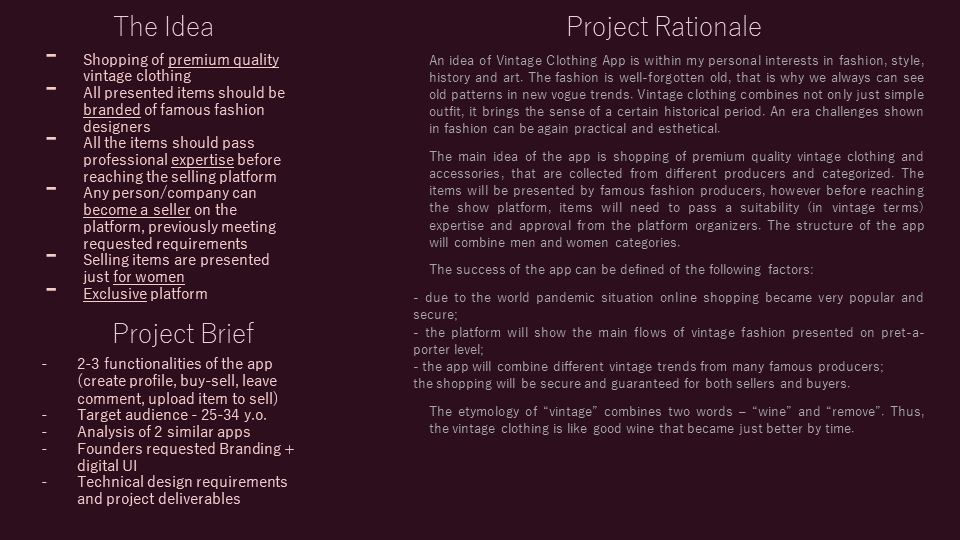 The Idea
- Shopping of premium quality
vintage clothing
- All presented items should be
branded of famous fashion
designers
- All the items should pass
professional expertise before
reaching the selling platform
- Any person/company can
become a seller on the
platform, previously meeting
requested requirements
- Selling items are presented
just for women
- Exclusive platform
Project Brief
- 2-3 functionalities of the app
(create profile, buy-sell, leave
comment, upload item to sell)
- Target audience - 25-34 y.o.
- Analysis of 2 similar apps
- Founders requested Branding +
digital UI
- Technical design requirements
and project deliverables
Project Rationale
An idea of Vintage Clothing App is within my personal interests in fashion, style,
history and art. The fashion is well-forgotten old, that is why we always can see
old patterns in new vogue trends. Vintage clothing combines not only just simple
outfit, it brings the sense of a certain historical period. An era challenges shown
in fashion can be again practical and esthetical.
The main idea of the app is shopping of premium quality vintage clothing and
accessories, that are collected from different producers and categorized. The
items will be presented by famous fashion producers, however before reaching
the show platform, items will need to pass a suitability (in vintage terms)
expertise and approval from the platform organizers. The structure of the app
will combine men and women categories.
The success of the app can be defined of the following factors:
- due to the world pandemic situation online shopping became very popular and
secure;
- the platform will show the main flows of vintage fashion presented on pret-a-
porter level;
- the app will combine different vintage trends from many famous producers;
the shopping will be secure and guaranteed for both sellers and buyers.
The etymology of “vintage” combines two words – “wine” and “remove”. Thus,
the vintage clothing is like good wine that became just better by time.